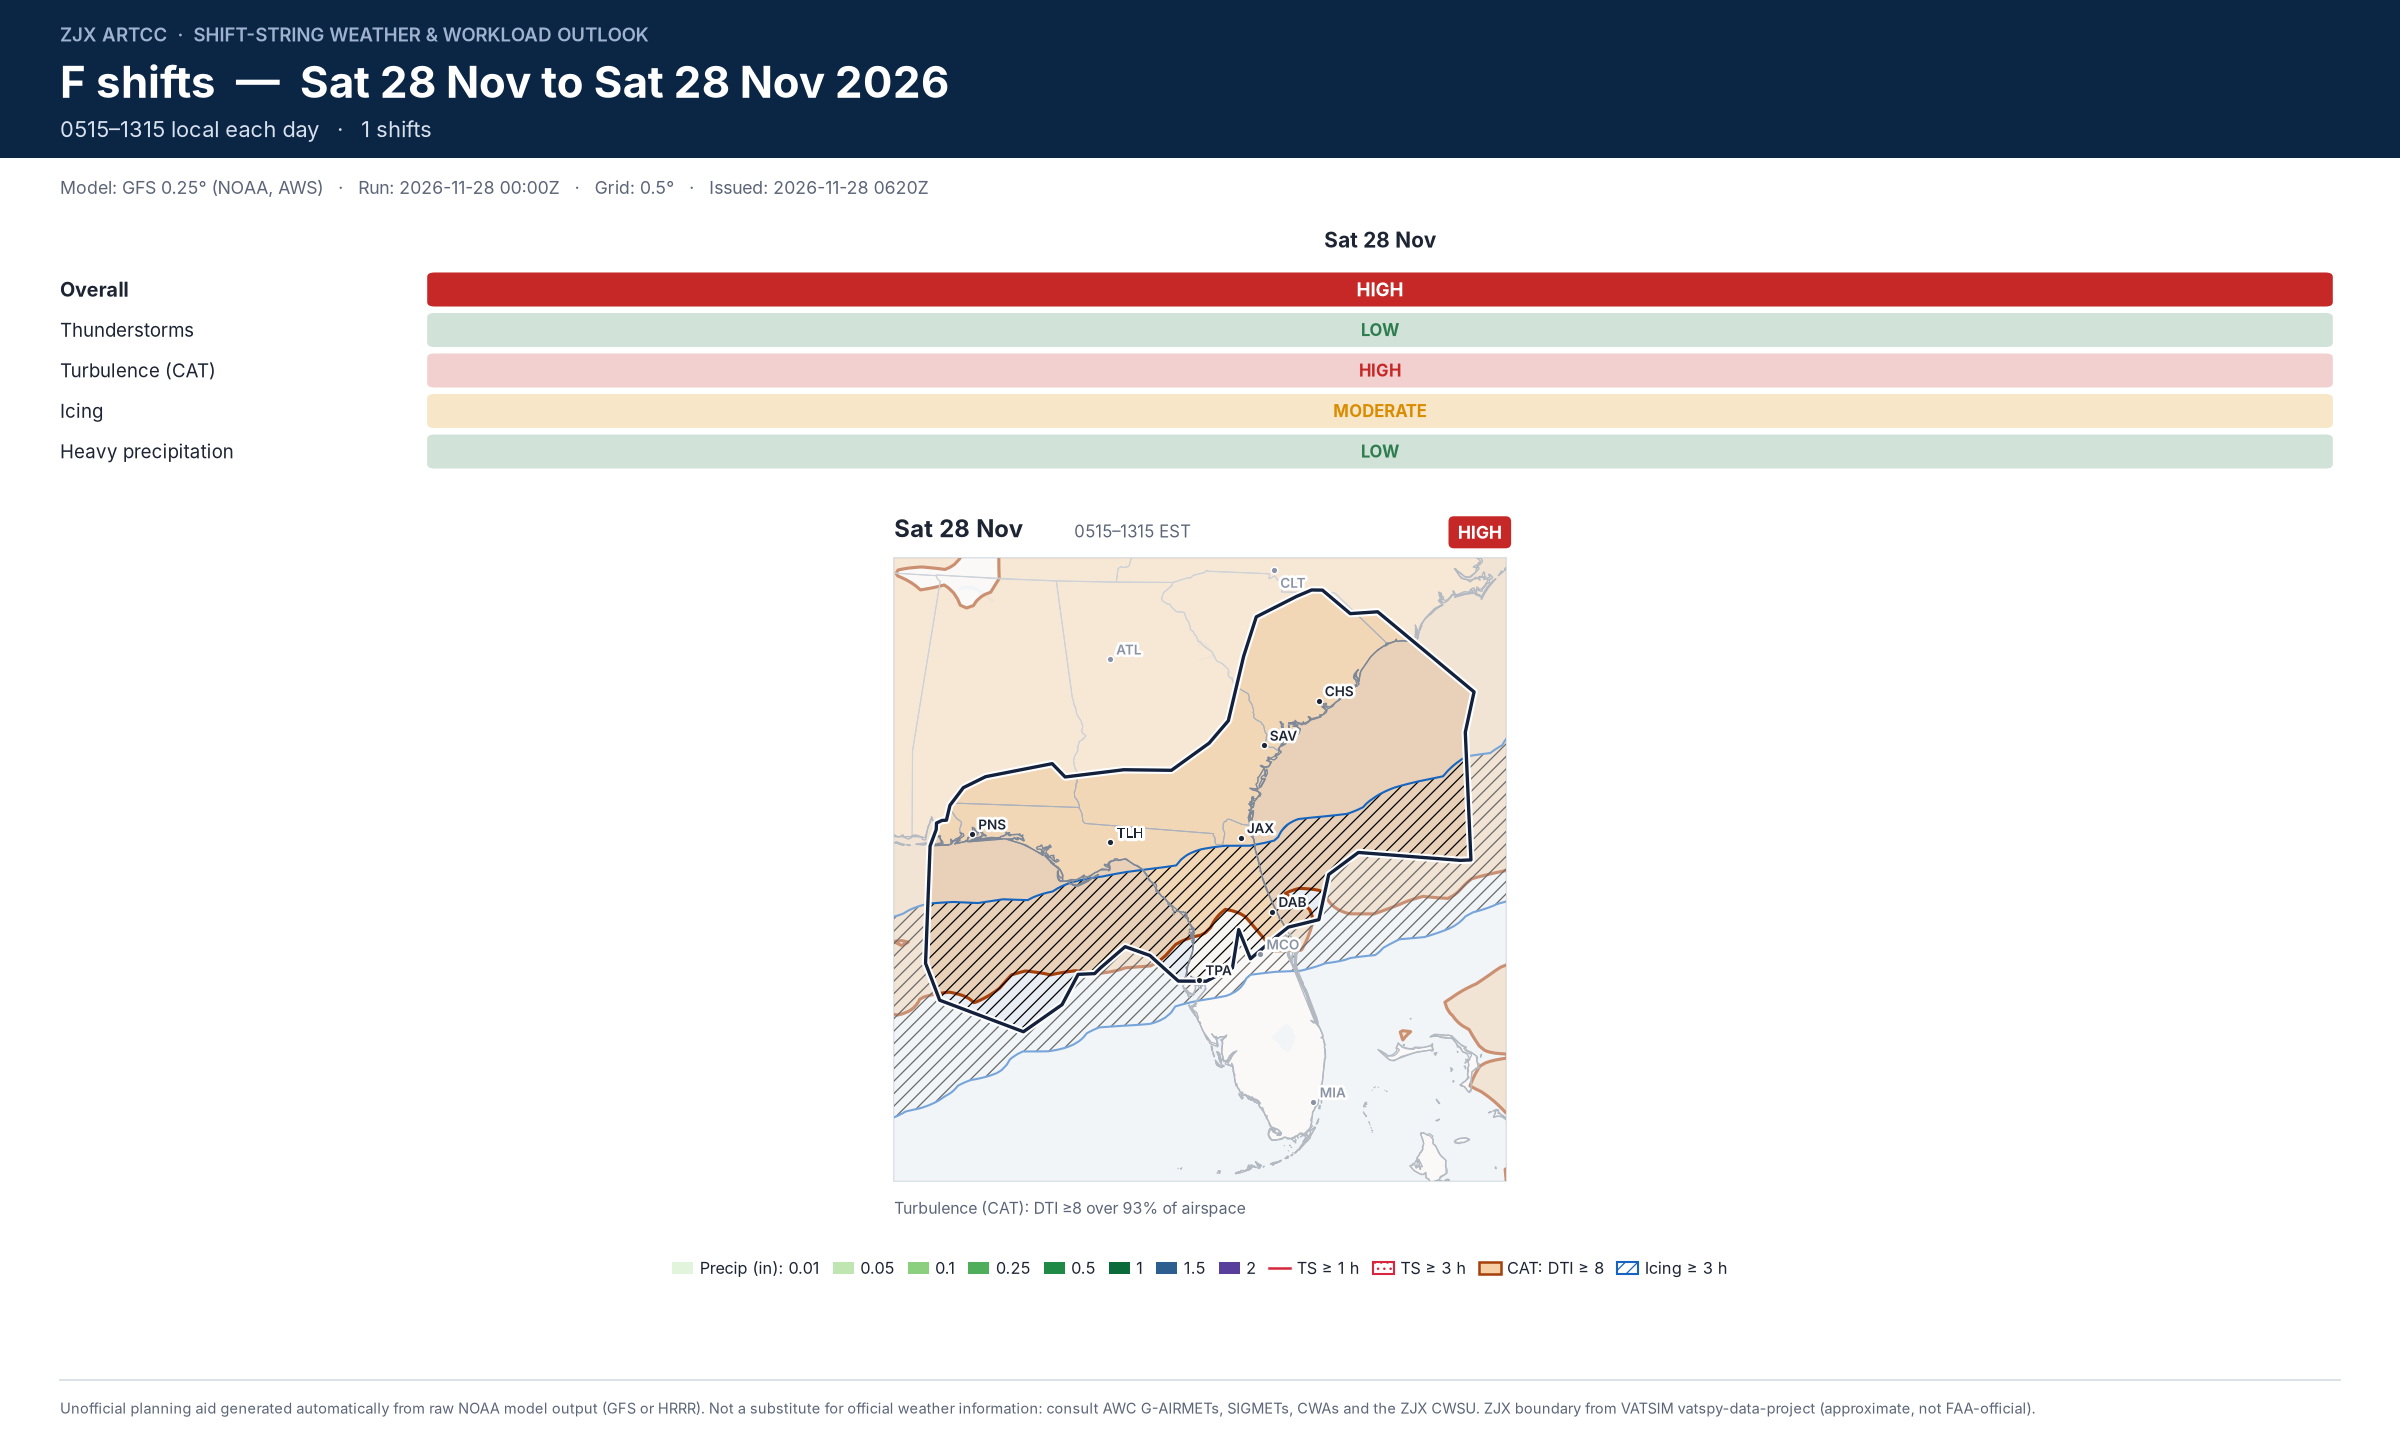 ZJX ARTCC · SHIFT-STRING WEATHER & WORKLOAD OUTLOOK
F shifts — Sat 28 Nov to Sat 28 Nov 2026
0515–1315 local each day · 1 shifts
Model: GFS 0.25° (NOAA, AWS) · Run: 2026-11-28 00:00Z · Grid: 0.5° · Issued: 2026-11-28 0620Z
Sat 28 Nov
Overall HIGH
Thunderstorms LOW
Turbulence (CAT) HIGH
Icing MODERATE
Heavy precipitation LOW
Sat 28 Nov 0515–1315 EST HIGH
CLT
ATL
CHS
SAV
PNS
TLH
JAX
DAB
MCO
TPA
MIA
Turbulence (CAT): DTI ≥8 over 93% of airspace
Precip (in): 0.01 0.05 0.1 0.25 0.5 1 1.5 2 TS ≥ 1 h TS ≥ 3 h CAT: DTI ≥ 8 Icing ≥ 3 h
Unofficial planning aid generated automatically from raw NOAA model output (GFS or HRRR). Not a substitute for official weather information: consult AWC G-AIRMETs, SIGMETs, CWAs and the ZJX CWSU. ZJX boundary from VATSIM vatspy-data-project (approximate, not FAA-official).